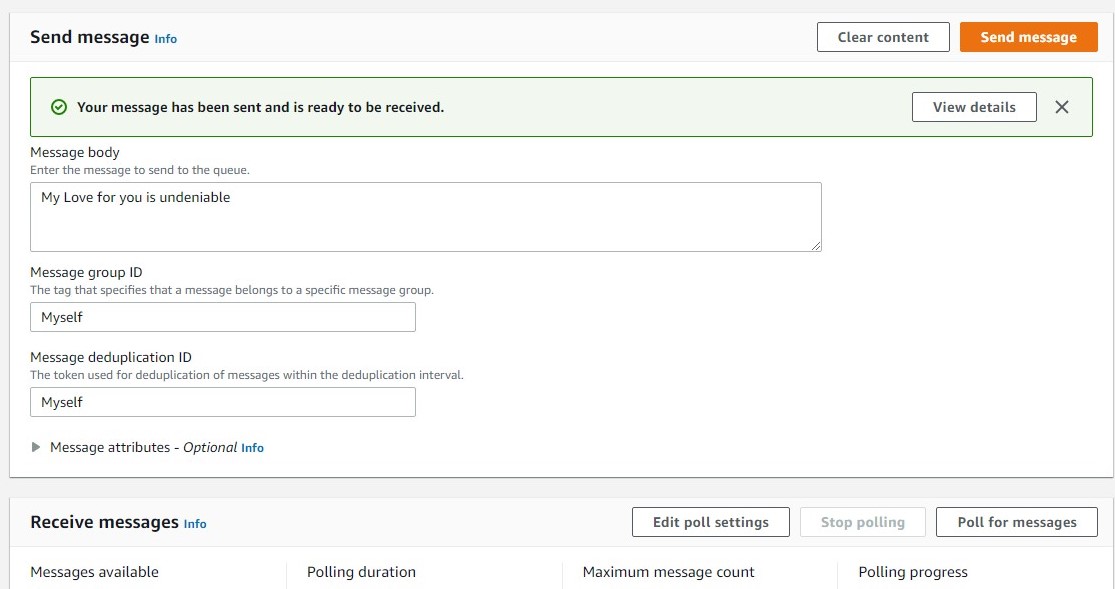 Send message Info
Clear content
Send message
Your message has been sent and is ready to be received.
View details
Message body
Enter the message to send to the queue.
My Love for you is undeniable
Message group ID
The tag that specifies that a message belongs to a specific message group.
Myself
Message deduplication ID
The token used for deduplication of messages within the deduplication interval.
Myself
Message attributes - Optional Info
Receive messages Info
Edit poll settings
Stop polling
Poll for messages
Messages available
Polling duration
Maximum message count
Polling progress